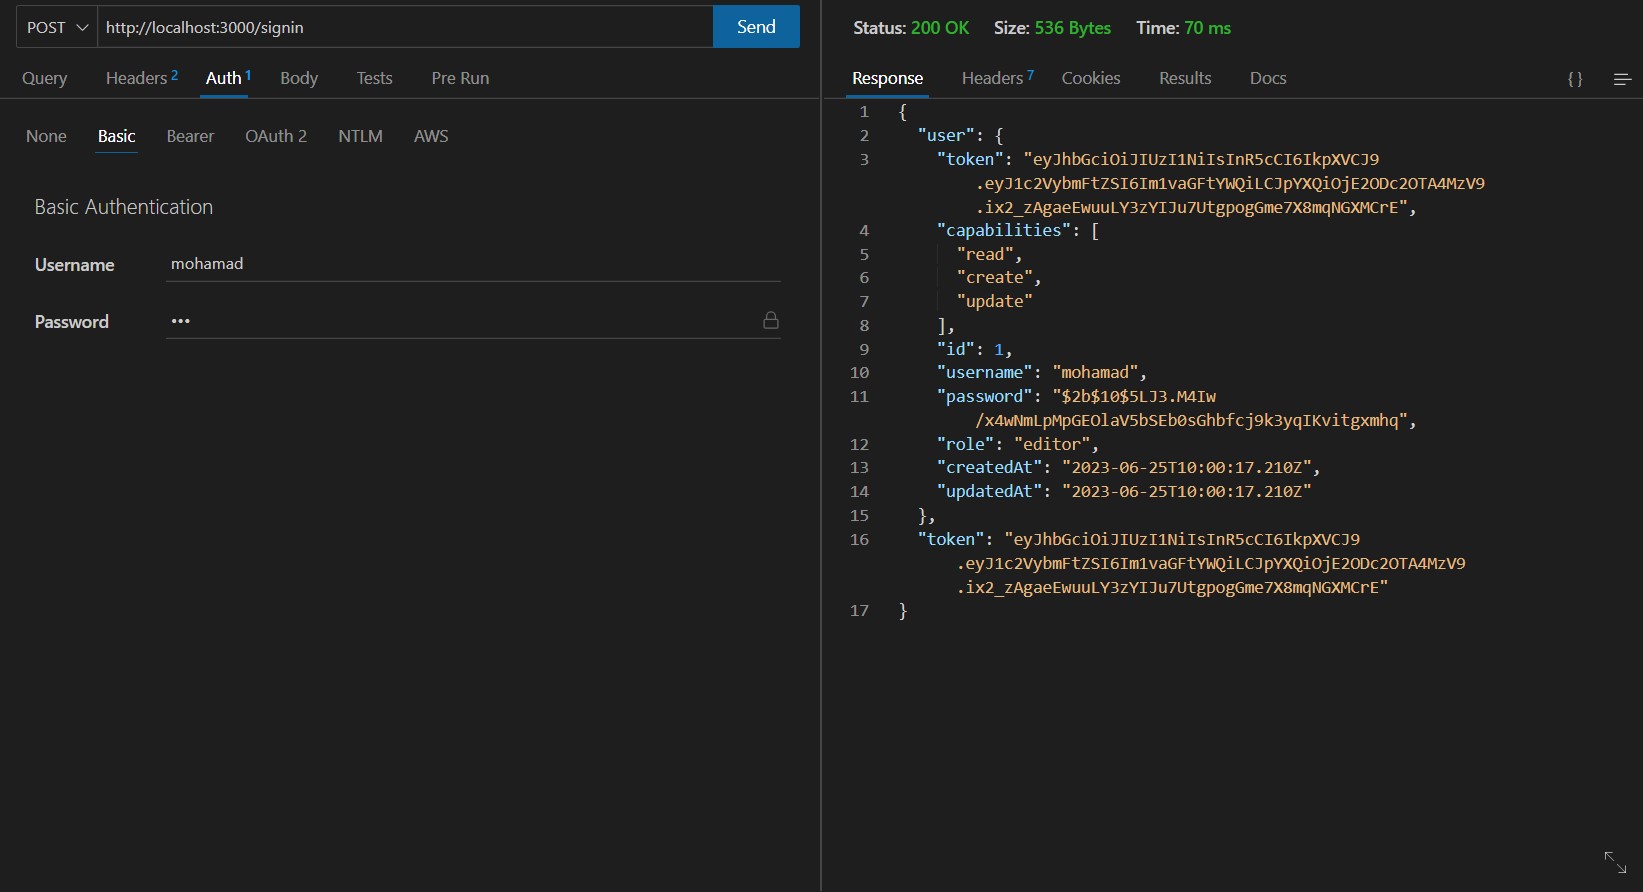 POST http://localhost:3000/signin Send
Query Headers 2 Auth 1 Body Tests Pre Run
None Basic Bearer OAuth 2 NTLM AWS
Basic Authentication
Username mohamad
Password •••
Status: 200 OK Size: 536 Bytes Time: 70 ms
Response Headers 7 Cookies Results Docs { }
1 {
2 "user": {
3 "token": "eyJhbGciOiJIUzI1NiIsInR5cCI6IkpXVCJ9
.eyJ1c2VybmFtZSI6Im1vaGFtYWQiLCJpYXQiOjE2ODc2OTA4MzV9
.ix2_zAgaeEwuuLY3zYIJu7UtgpogGme7X8mqNGXMCrE",
4 "capabilities": [
5 "read",
6 "create",
7 "update"
8 ],
9 "id": 1,
10 "username": "mohamad",
11 "password": "$2b$10$5LJ3.M4Iw
/x4wNmLpMpGEOlaV5bSEb0sGhbfcj9k3yqIKvitgxmhq",
12 "role": "editor",
13 "createdAt": "2023-06-25T10:00:17.210Z",
14 "updatedAt": "2023-06-25T10:00:17.210Z"
15 },
16 "token": "eyJhbGciOiJIUzI1NiIsInR5cCI6IkpXVCJ9
.eyJ1c2VybmFtZSI6Im1vaGFtYWQiLCJpYXQiOjE2ODc2OTA4MzV9
.ix2_zAgaeEwuuLY3zYIJu7UtgpogGme7X8mqNGXMCrE"
17 }